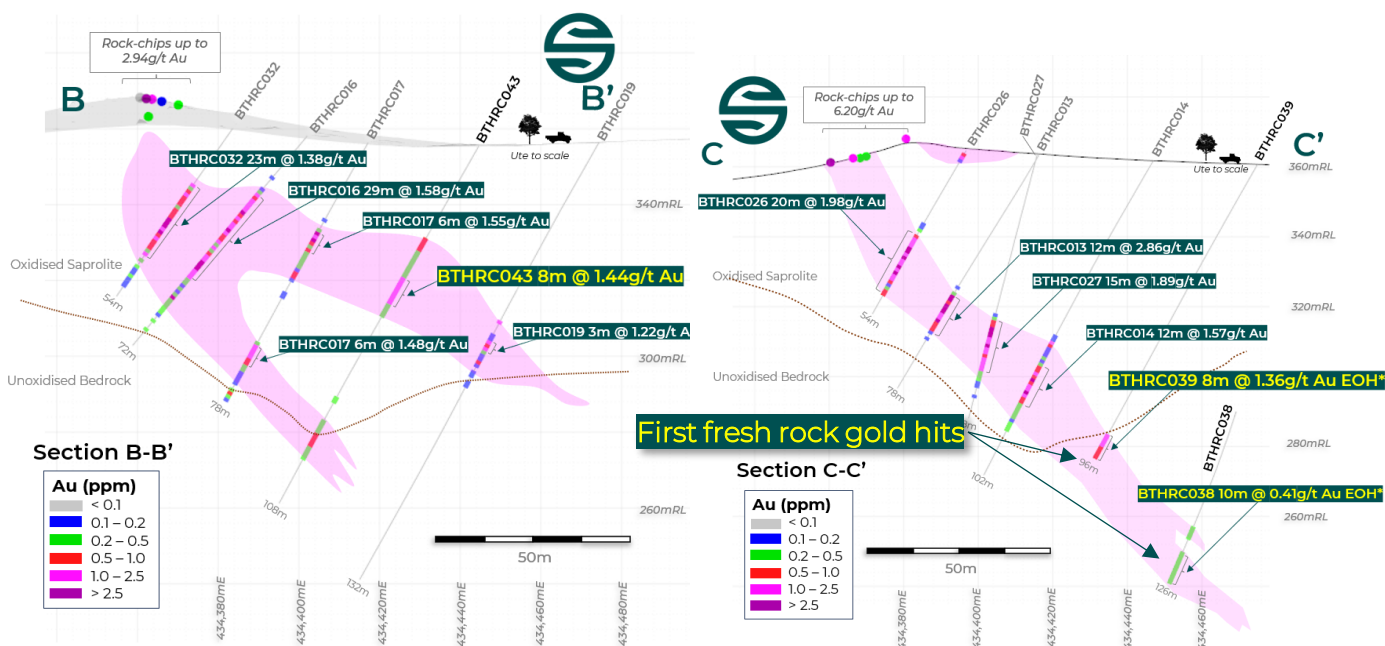 Rock-chips up to
2.94g/t Au
B
B’
BTHRC032
BTHRC016
BTHRC017
BTHRC043
BTHRC019
Ute to scale
BTHRC032 23m @ 1.38g/t Au
BTHRC016 29m @ 1.58g/t Au
BTHRC017 6m @ 1.55g/t Au
340mRL
Oxidised Saprolite
BTHRC043 8m @ 1.44g/t Au
54m
BTHRC019 3m @ 1.22g/t A
72m
BTHRC017 6m @ 1.48g/t Au
300mRL
Unoxidised Bedrock
78m
Section B-B’
Au (ppm)
< 0.1
0.1 – 0.2
0.2 – 0.5
0.5 – 1.0
1.0 – 2.5
> 2.5
108m
260mRL
50m
132m
434,380mE
434,400mE
434,420mE
434,440mE
434,460mE
434,480mE
Rock-chips up to
6.20g/t Au
C
C’
BTHRC026
BTHRC027
BTHRC013
BTHRC014
BTHRC039
Ute to scale
360mRL
BTHRC026 20m @ 1.98g/t Au
340mRL
BTHRC013 12m @ 2.86g/t Au
Oxidised Saprolite
BTHRC027 15m @ 1.89g/t Au
320mRL
54m
BTHRC014 12m @ 1.57g/t Au
Unoxidised Bedrock
BTHRC039 8m @ 1.36g/t Au EOH*
78m
First fresh rock gold hits
BTHRC038
280mRL
96m
102m
Section C-C’
BTHRC038 10m @ 0.41g/t Au EOH*
260mRL
Au (ppm)
< 0.1
0.1 – 0.2
0.2 – 0.5
0.5 – 1.0
1.0 – 2.5
> 2.5
50m
126m
434,380mE
434,400mE
434,420mE
434,440mE
434,460mE